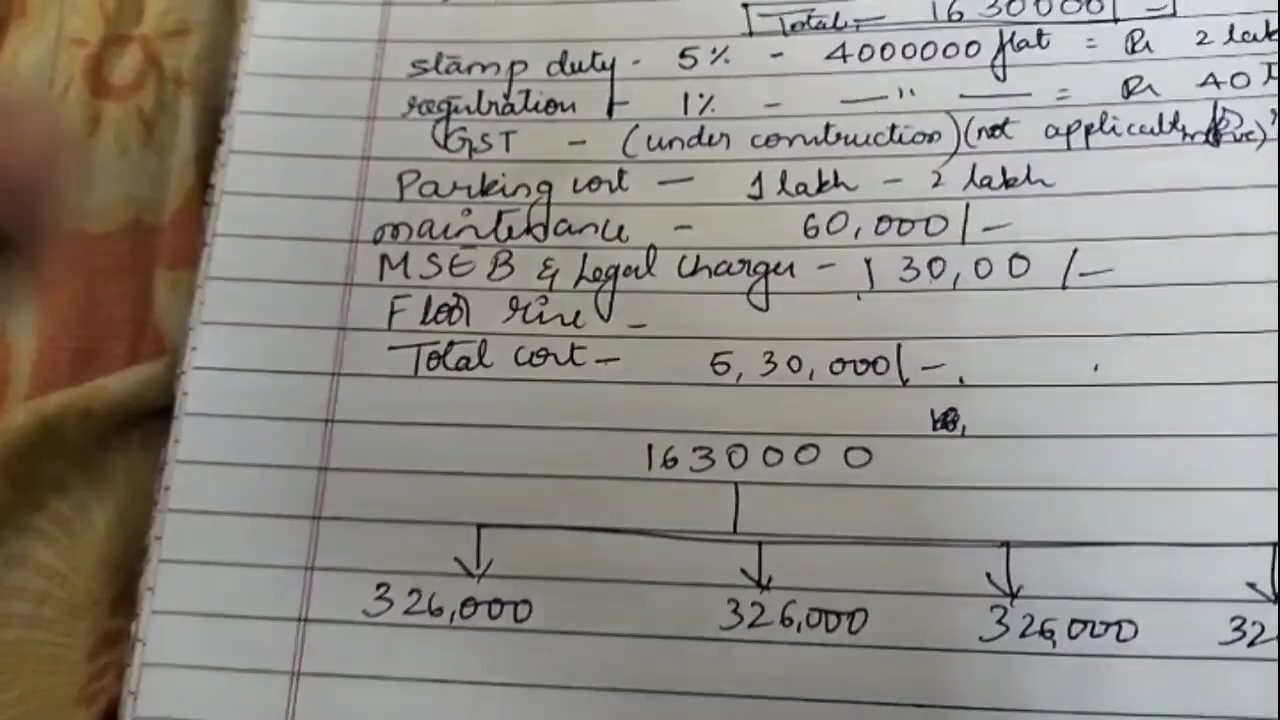 Total - 1630000/-
stamp duty - 5% - 4000000 flat = Rs 2 lak
registration - 1% - —"— = Rs 40
GST - (under construction) (not applicable
Parking cost - 1 lakh - 2 lakh
maintenance - 60,000/-
MSEB & Legal Charges - 130,00/-
Floor rise -
Total cost - 5,30,000/-
1630000
326,000 326,000 326,000 32